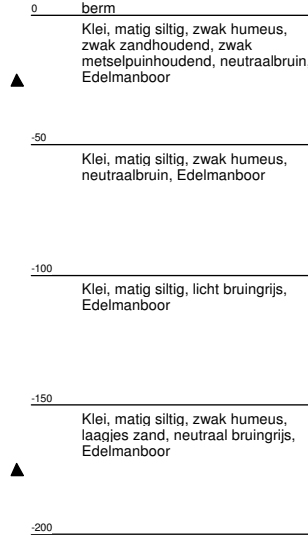 0 berm
Klei, matig siltig, zwak humeus,
zwak zandhoudend, zwak
metselpuinhoudend, neutraalbruin,
Edelmanboor
-50
Klei, matig siltig, zwak humeus,
neutraalbruin, Edelmanboor
-100
Klei, matig siltig, licht bruingrijs,
Edelmanboor
-150
Klei, matig siltig, zwak humeus,
laagjes zand, neutraal bruingrijs,
Edelmanboor
-200